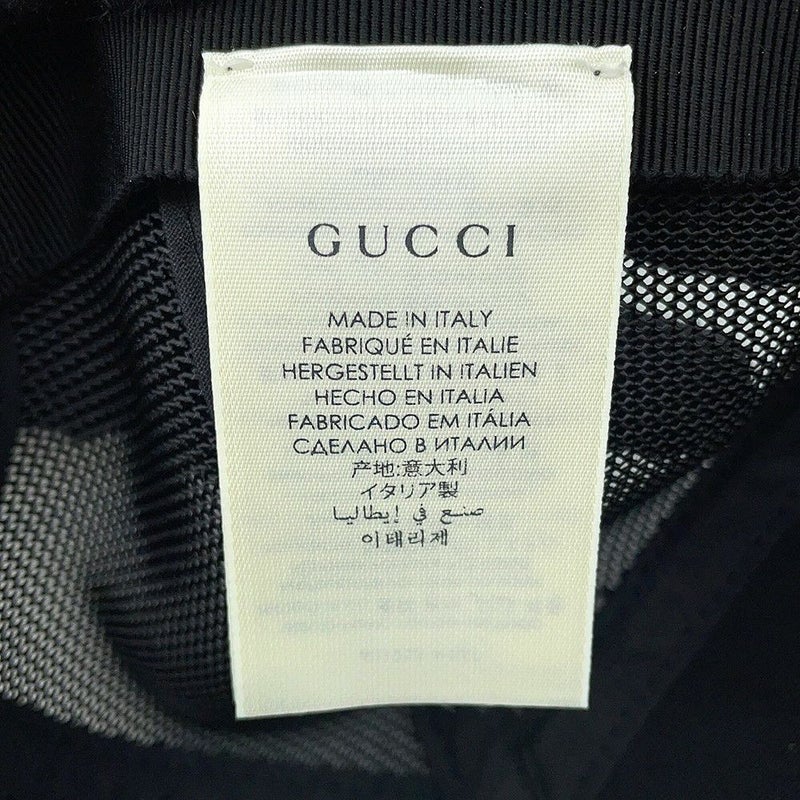 GUCCI
MADE IN ITALY
FABRIQUÉ EN ITALIE
HERGESTELLT IN ITALIEN
HECHO EN ITALIA
FABRICADO EM ITÁLIA
СДЕЛАНО В ИТАЛИИ
产地:意大利
イタリア製
صنع في إيطاليا
이태리제